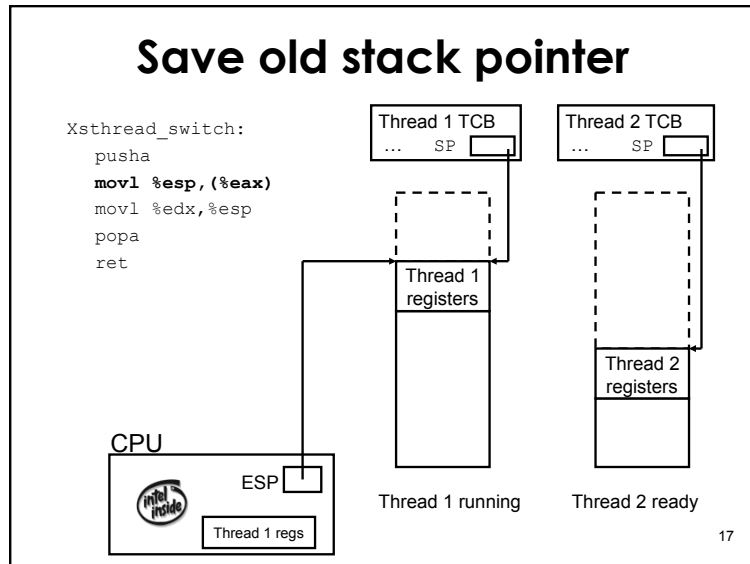 Save old stack pointer
Xsthread_switch:
pusha
movl %esp,(%eax)
movl %edx,%esp
popa
ret
Thread 1 TCB
… SP
Thread 2 TCB
… SP
Thread 1
registers
Thread 2
registers
CPU
ESP
intel
inside
Thread 1 regs
Thread 1 running
Thread 2 ready
17